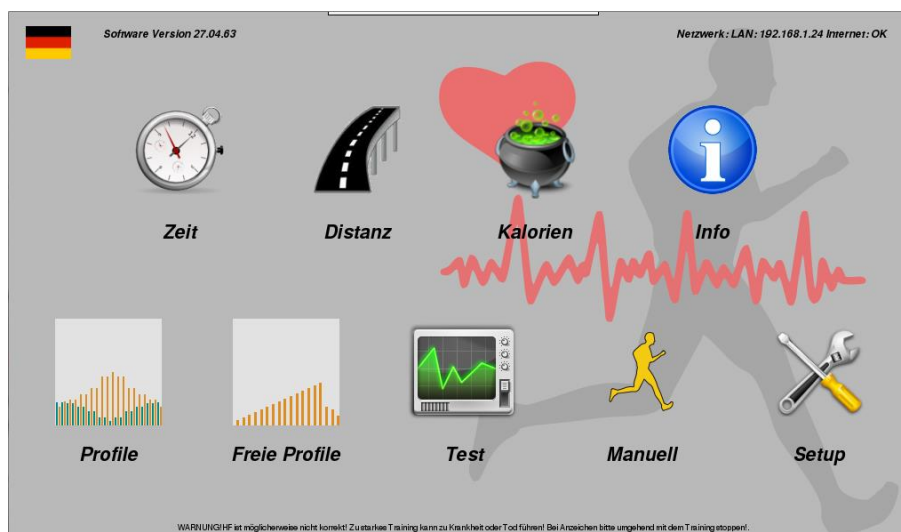 Software Version 27.04.63
Netzwerk: LAN: 192.168.1.24 Internet: OK
Zeit
Distanz
Kalorien
Info
Profile
Freie Profile
Test
Manuell
Setup
WARNUNG!HF ist möglicherweise nicht korrekt! Zu starkes Training kann zu Krankheit oder Tod führen! Bei Anzeichen bitte umgehend mit dem Training stoppen!.